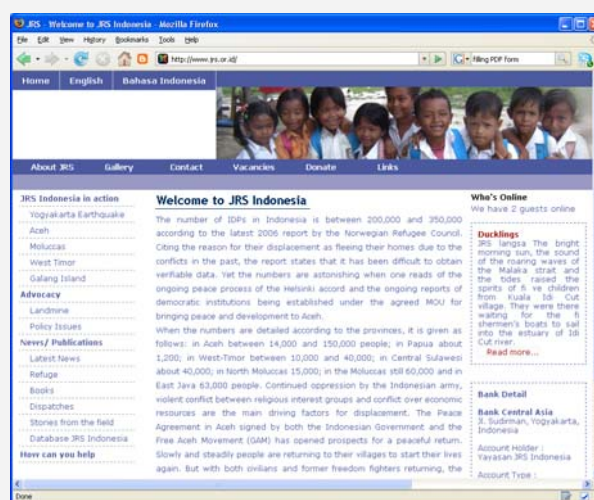 JRS - Welcome to JRS Indonesia - Mozilla Firefox
File Edit View History Bookmarks Tools Help
http://www.jrs.or.id/
filling PDF form
Home English Bahasa Indonesia
About JRS Gallery Contact Vacancies Donate Links
JRS Indonesia in action
Yogyakarta Earthquake
Aceh
Moluccas
West Timor
Galang Island
Advocacy
Landmine
Policy Issues
News/ Publications
Latest News
Refuge
Books
Dispatches
Stories from the field
Database JRS Indonesia
How can you help
Welcome to JRS Indonesia
The number of IDPs in Indonesia is between 200,000 and 350,000
according to the latest 2006 report by the Norwegian Refugee Council.
Citing the reason for their displacement as fleeing their homes due to the
conflicts in the past, the report states that it has been difficult to obtain
verifiable data. Yet the numbers are astonishing when one reads of the
ongoing peace process of the Helsinki accord and the ongoing reports of
democratic institutions being established under the agreed MOU for
bringing peace and development to Aceh.
When the numbers are detailed according to the provinces, it is given as
follows: in Aceh between 14,000 and 150,000 people; in Papua about
1,200; in West-Timor between 10,000 and 40,000; in Central Sulawesi
about 40,000; in North Moluccas 15,000; in the Moluccas still 60,000 and in
East Java 63,000 people. Continued oppression by the Indonesian army,
violent conflict between religious interest groups and conflict over economic
resources are the main driving factors for displacement. The Peace
Agreement in Aceh signed by both the Indonesian Government and the
Free Aceh Movement (GAM) has opened prospects for a peaceful return.
Slowly and steadily people are returning to their villages to start their lives
again. But with both civilians and former freedom fighters returning, the
Who's Online
We have 2 guests online
Ducklings
JRS langsa The bright
morning sun, the sound
of the roaring waves of
the Malaka strait and
the tides raised the
spirits of fi ve children
from Kuala Idi Cut
village. They were there
waiting for the fi
shermen's boats to sail
into the estuary of Idi
Cut river.
Read more...
Bank Detail
Bank Central Asia
Jl. Sudirman, Yogyakarta,
Indonesia
Account Holder :
Yayasan JRS Indonesia
Account Type :
Done